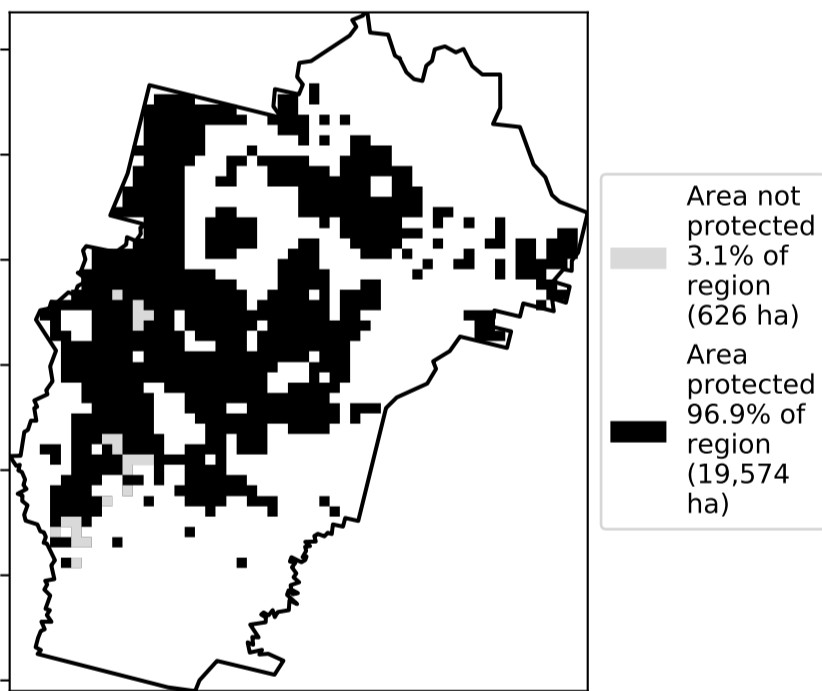 Area not
protected
3.1% of
region
(626 ha)
Area
protected
96.9% of
region
(19,574
ha)